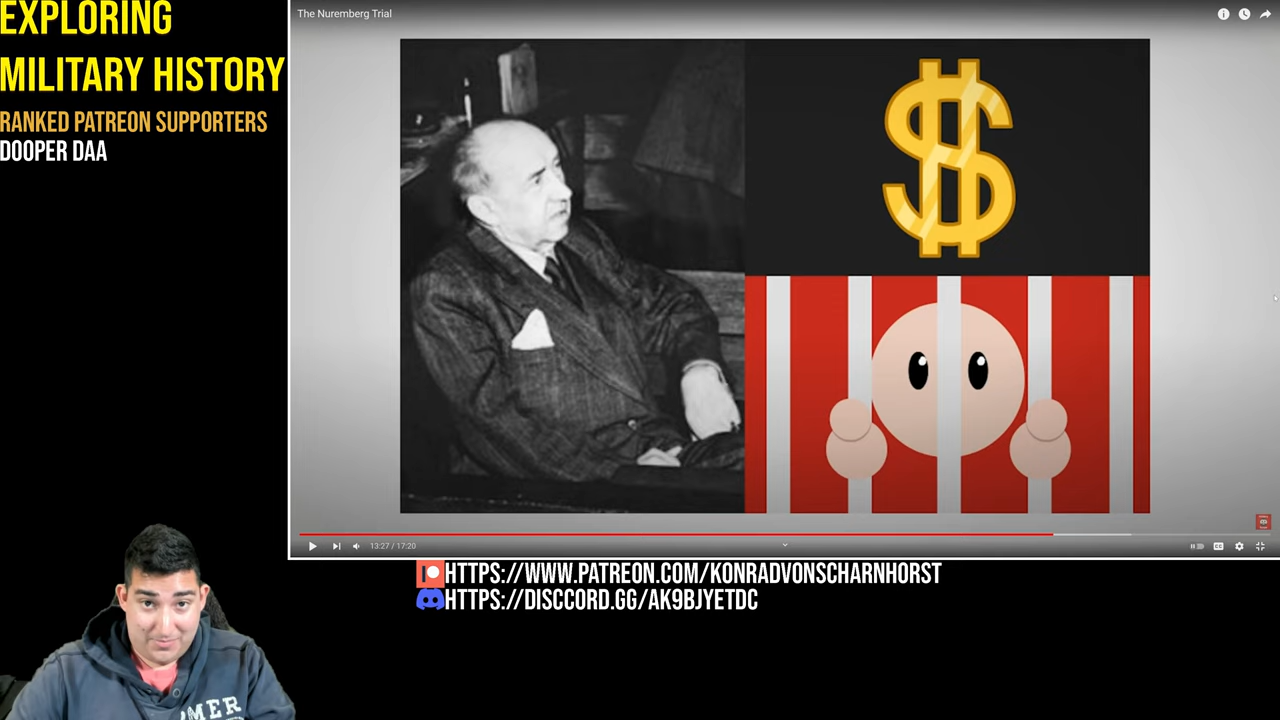 EXPLORING
MILITARY HISTORY
RANKED PATREON SUPPORTERS
DOOPER DAA
The Nuremberg Trial
13:27 / 17:20
CC
HTTPS://WWW.PATREON.COM/KONRADVONSCHARNHORST
HTTPS://DISCCORD.GG/AK9BJYETDC